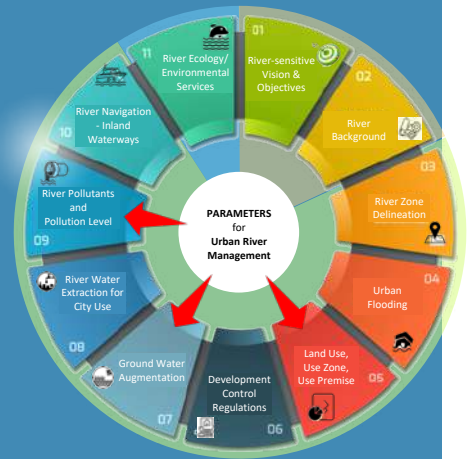 PARAMETERS
for
Urban River
Management
01
River-sensitive
Vision &
Objectives
02
River
Background
03
River Zone
Delineation
04
Urban
Flooding
Land Use,
Use Zone,
Use Premise
05
Development
Control
Regulations
06
Ground Water
Augmentation
07
River Water
Extraction for
City Use
08
River Pollutants
and
Pollution Level
09
River Navigation
- Inland
Waterways
10
11
River Ecology/
Environmental
Services